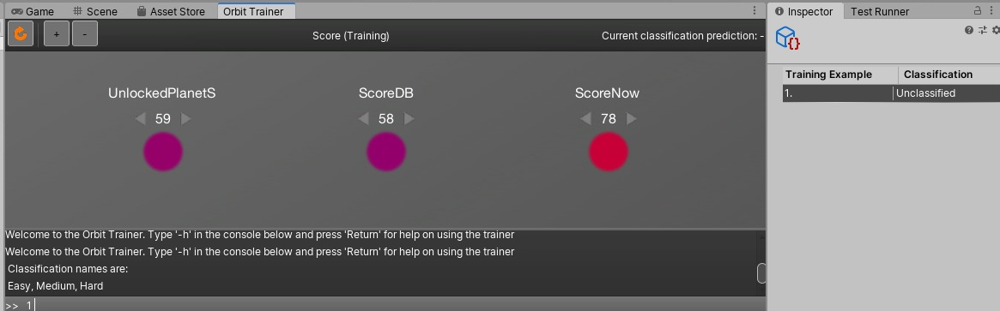 Game Scene Asset Store Orbit Trainer
Inspector Test Runner
+ - Score (Training) Current classification prediction: -
UnlockedPlanetS ScoreDB ScoreNow
59 58 78
Training Example Classification
1. Unclassified
Welcome to the Orbit Trainer. Type '-h' in the console below and press 'Return' for help on using the trainer
Welcome to the Orbit Trainer. Type '-h' in the console below and press 'Return' for help on using the trainer
Classification names are:
Easy, Medium, Hard
>> 1